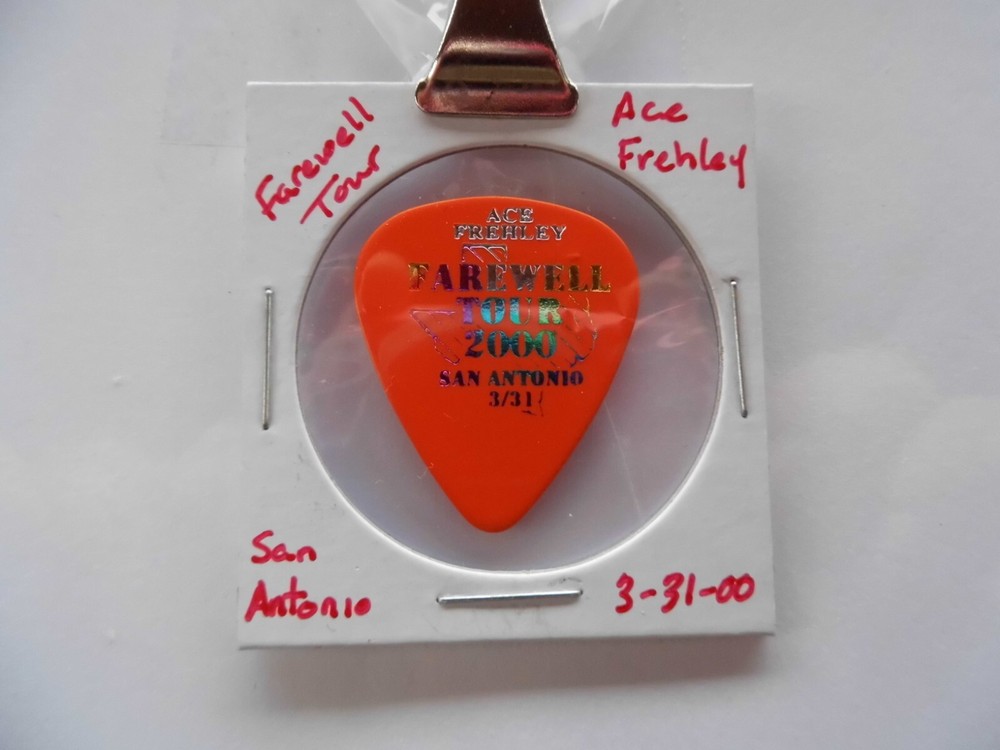 Farewell
Tour
Ace
Frehley
ACE
FREHLEY
FAREWELL
TOUR
2000
SAN ANTONIO
3/31
San
Antonio
3-31-00